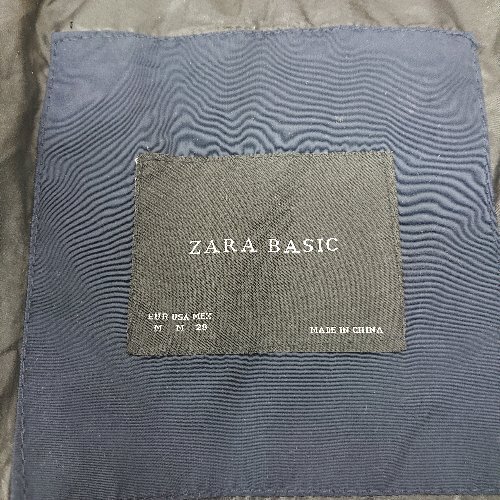 ZARA BASIC
EUR USA MEX
M M 28
MADE IN CHINA